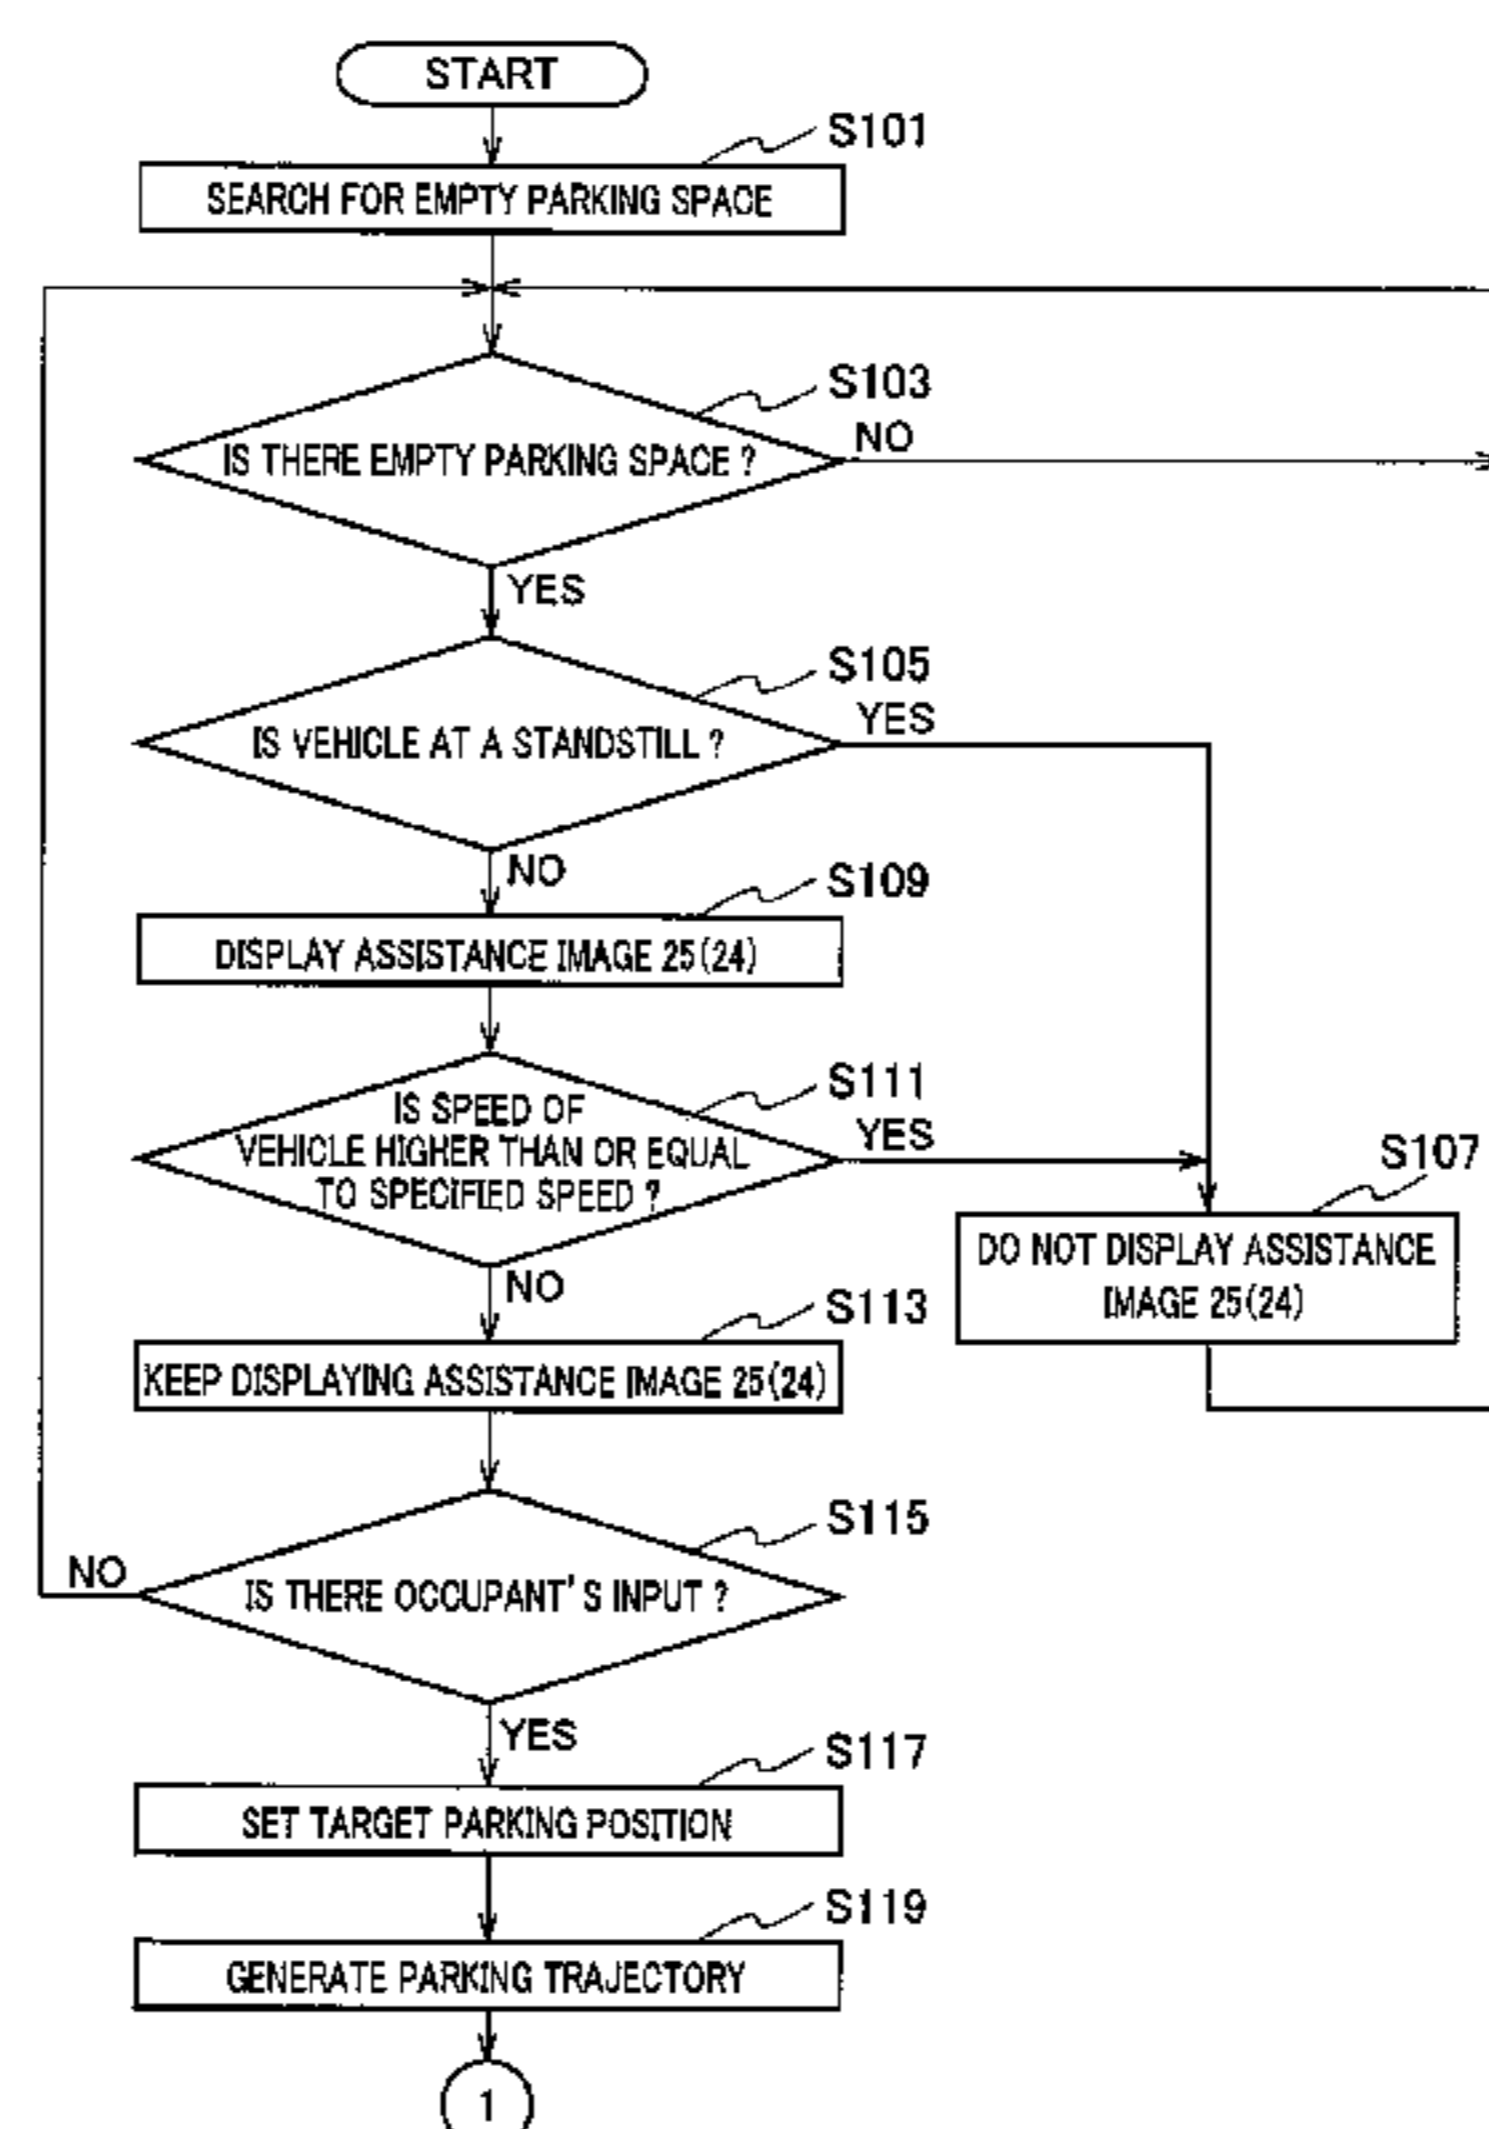 START
S101
SEARCH FOR EMPTY PARKING SPACE
S103
NO
IS THERE EMPTY PARKING SPACE ?
YES
S105
YES
IS VEHICLE AT A STANDSTILL ?
NO
S109
DISPLAY ASSISTANCE IMAGE 25(24)
S111
YES
IS SPEED OF
VEHICLE HIGHER THAN OR EQUAL
TO SPECIFIED SPEED ?
S107
DO NOT DISPLAY ASSISTANCE
IMAGE 25(24)
NO
S113
KEEP DISPLAYING ASSISTANCE IMAGE 25(24)
S115
NO
IS THERE OCCUPANT'S INPUT ?
YES
S117
SET TARGET PARKING POSITION
S119
GENERATE PARKING TRAJECTORY
1